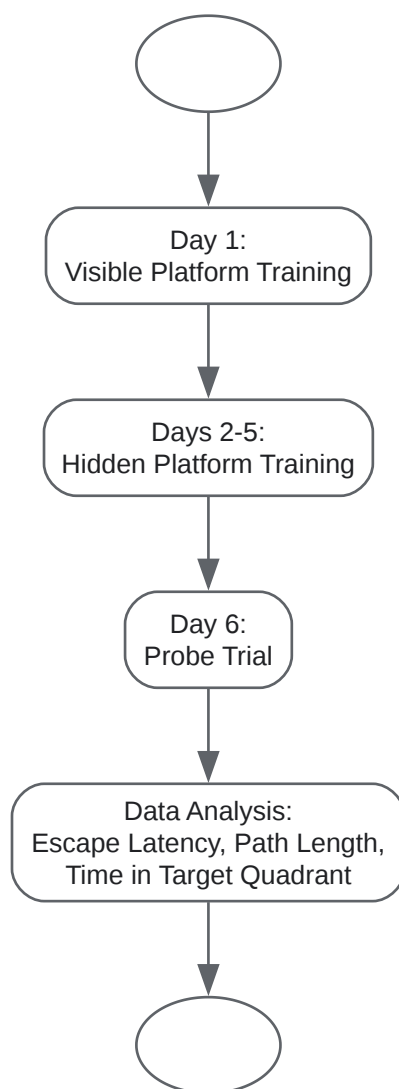 Day 1:
Visible Platform Training
Days 2-5:
Hidden Platform Training
Day 6:
Probe Trial
Data Analysis:
Escape Latency, Path Length,
Time in Target Quadrant